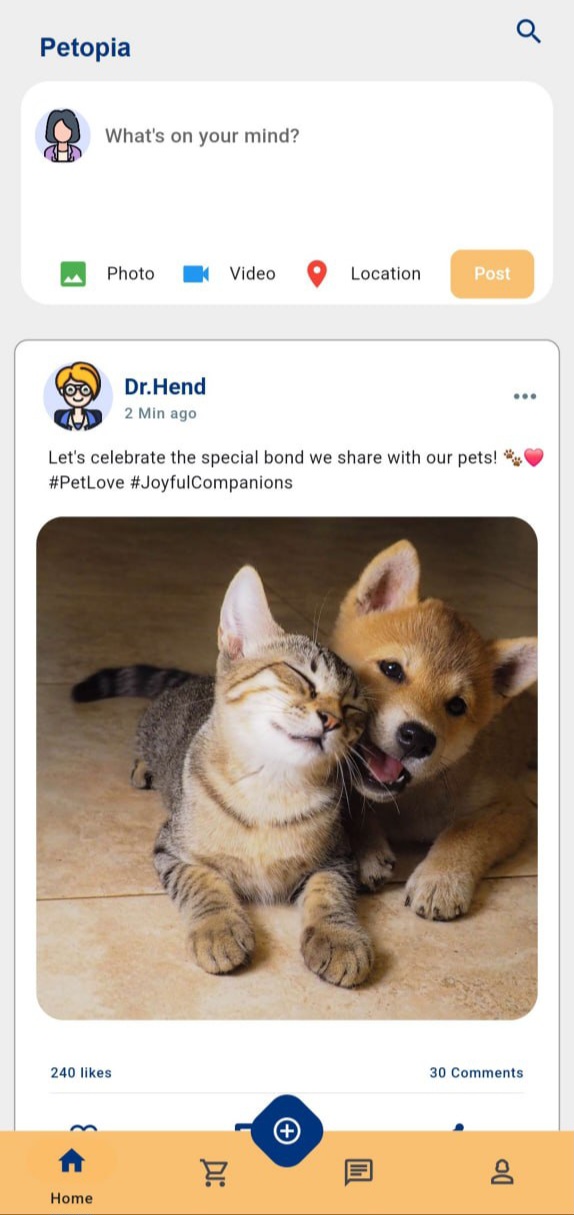 Petopia
What's on your mind?
Photo Video Location Post
Dr.Hend
2 Min ago
Let's celebrate the special bond we share with our pets! 🐾❤️
#PetLove #JoyfulCompanions
240 likes 30 Comments
Home